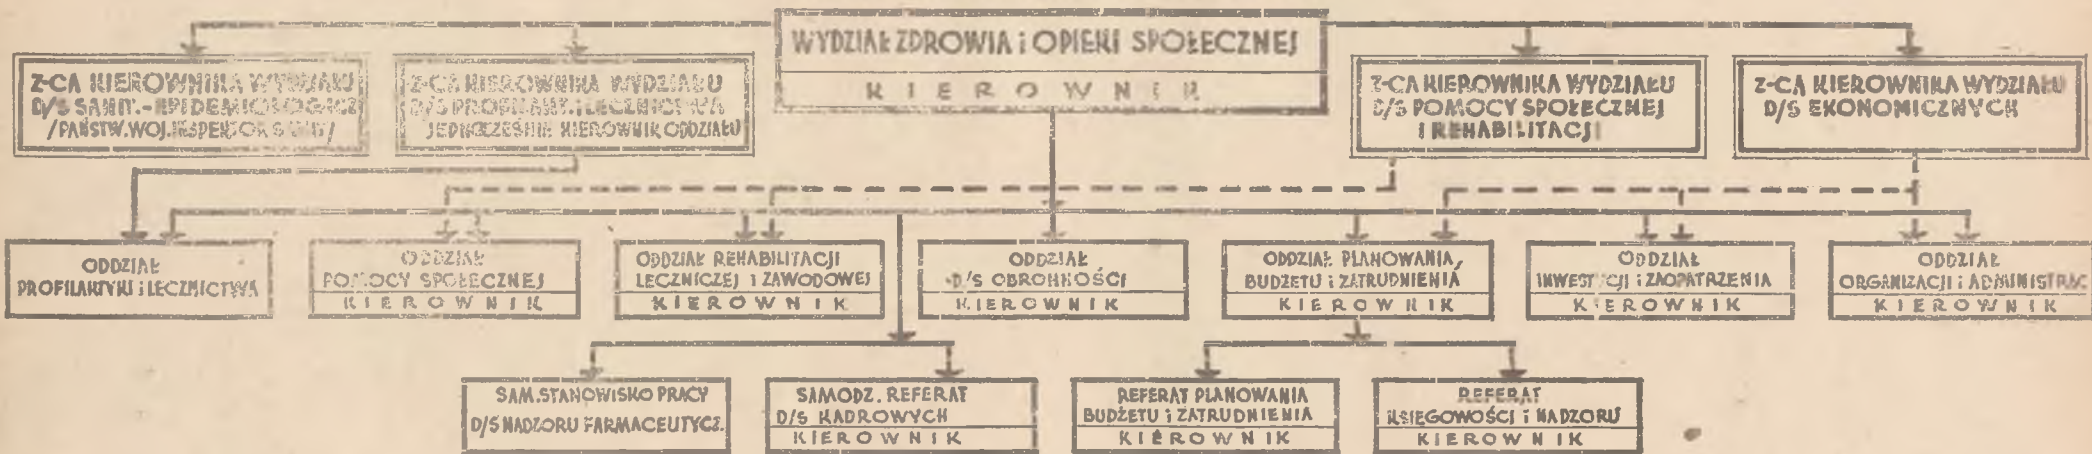 WYDZIAŁ ZDROWIA i OPIEKI SPOŁECZNEJ
KIEROWNIK
Z-CA KIEROWNIKA WYDZIAŁU
D/S SANIT.-EPIDEMIOLOGICZ
/PAŃSTW.WOJ.INSPEKTOR SANIT/
Z-CA KIEROWNIKA WYDZIAŁU
D/S PROFILAKT. i LECZNICTWA
JEDNOCZEŚNIE KIEROWNIK ODDZIAŁU
Z-CA KIEROWNIKA WYDZIAŁU
D/S POMOCY SPOŁECZNEJ
I REHABILITACJI
Z-CA KIEROWNIKA WYDZIAŁU
D/S EKONOMICZNYCH
ODDZIAŁ
PROFILAKTYKI i LECZNICTWA
ODDZIAŁ
POMOCY SPOŁECZNEJ
KIEROWNIK
ODDZIAŁ REHABILITACJI
LECZNICZEJ I ZAWODOWEJ
KIEROWNIK
ODDZIAŁ
D/S OBRONNOŚCI
KIEROWNIK
ODDZIAŁ PLANOWANIA,
BUDŻETU i ZATRUDNIENIA
KIEROWNIK
ODDZIAŁ
INWESTYCJI i ZAOPATRZENIA
KIEROWNIK
ODDZIAŁ
ORGANIZACJI i ADMINISTRAC
KIEROWNIK
SAM.STANOWISKO PRACY
D/S NADZORU FARMACEUTYCZ.
SAMODZ. REFERAT
D/S KADROWYCH
KIEROWNIK
REFERAT PLANOWANIA
BUDŻETU i ZATRUDNIENIA
KIEROWNIK
REFERAT
KSIĘGOWOŚCI i NADZORU
KIEROWNIK